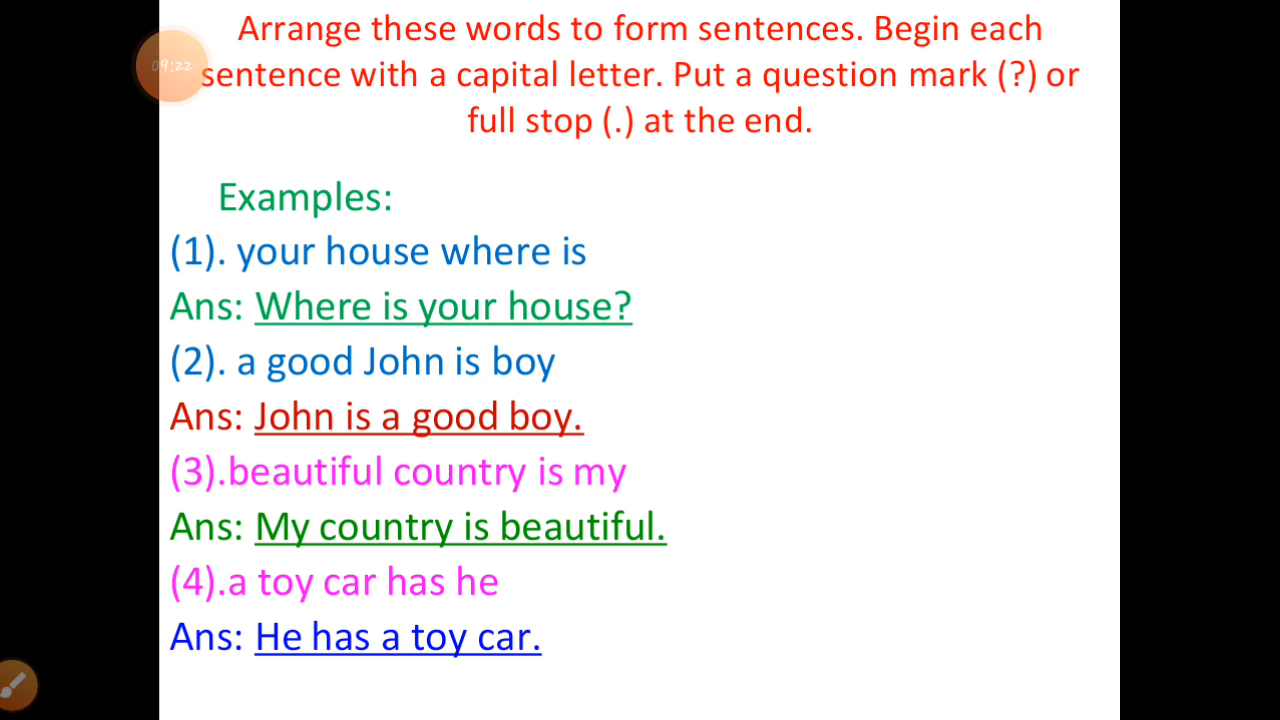 Arrange these words to form sentences. Begin each
09:22
sentence with a capital letter. Put a question mark (?) or
full stop (.) at the end.
Examples:
(1). your house where is
Ans: Where is your house?
(2). a good John is boy
Ans: John is a good boy.
(3).beautiful country is my
Ans: My country is beautiful.
(4).a toy car has he
Ans: He has a toy car.